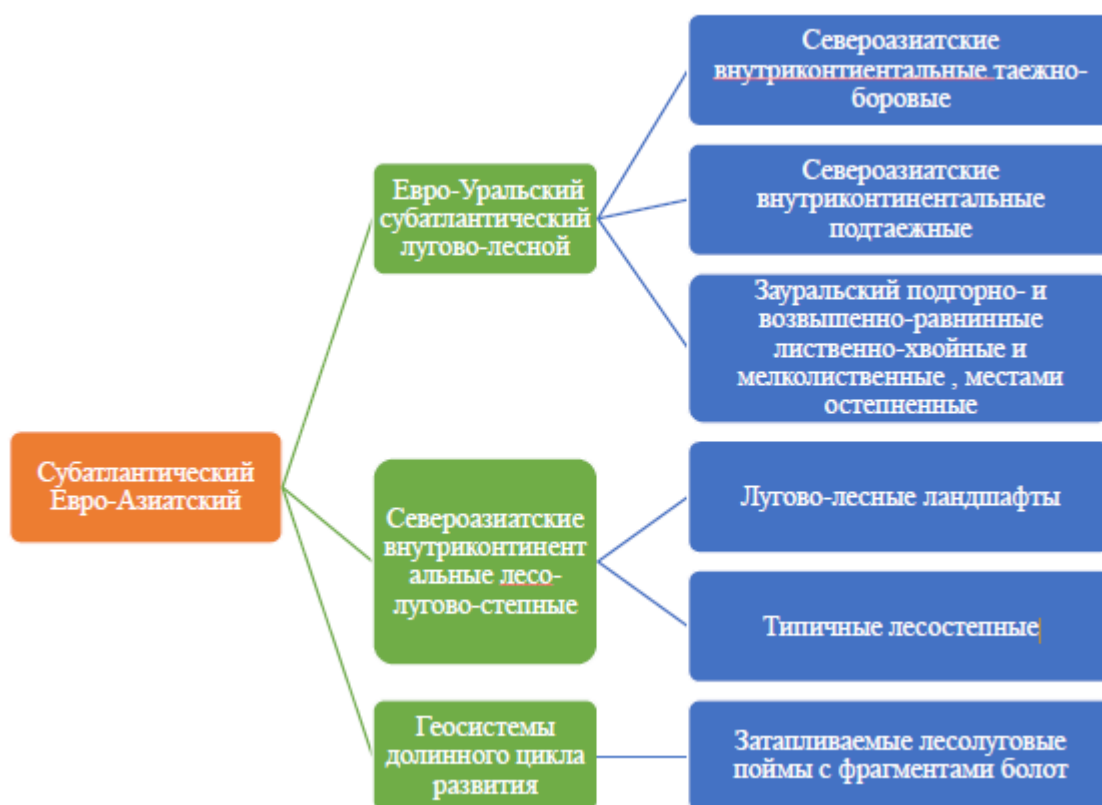 Субатлантический
Евро-Азиатский
Евро-Уральский
субатлантический
лугово-лесной
Североазиатские
внутриконтиентальные таежно-
боровые
Североазиатские
внутриконтинентальные
подтаежные
Зауральский подгорно- и
возвышенно-равнинные
лиственно-хвойные и
мелколиственные , местами
остепненные
Североазиатские
внутриконтинент
альные лесо-
лугово-степные
Лугово-лесные ландшафты
Типичные лесостепные
Геосистемы
долинного цикла
развития
Затапливаемые лесолуговые
поймы с фрагментами болот